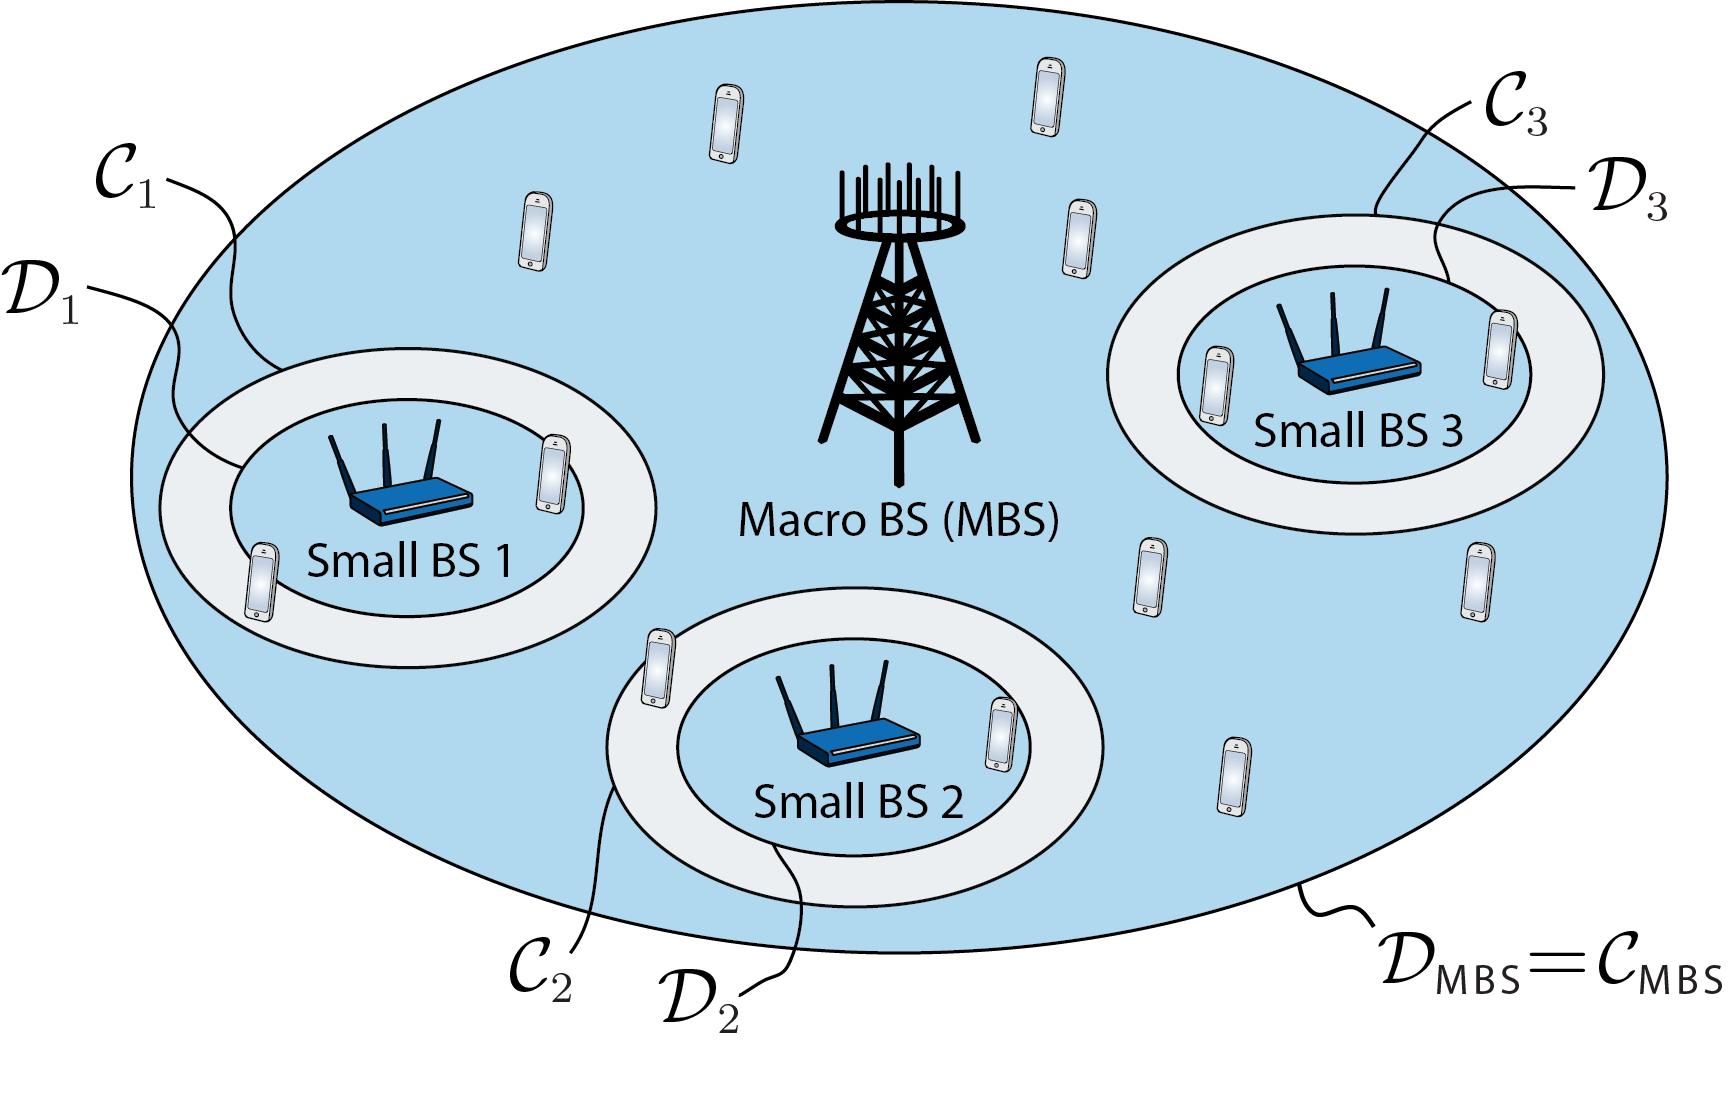 𝒞₃
𝒟₃
𝒞₁
𝒟₁
Small BS 3
Macro BS (MBS)
Small BS 1
Small BS 2
𝒞₂
𝒟₂
𝒟MBS=𝒞MBS